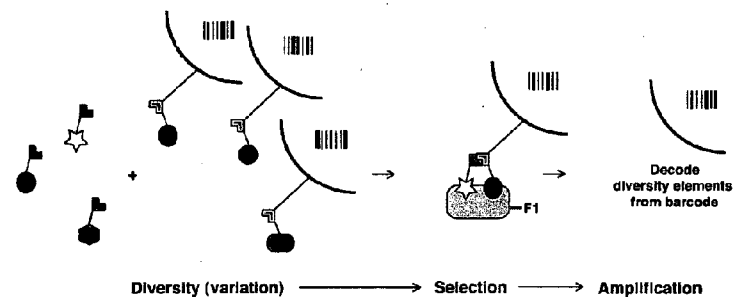 +
F1
Decode
diversity elements
from barcode
Diversity (variation)
Selection
Amplification